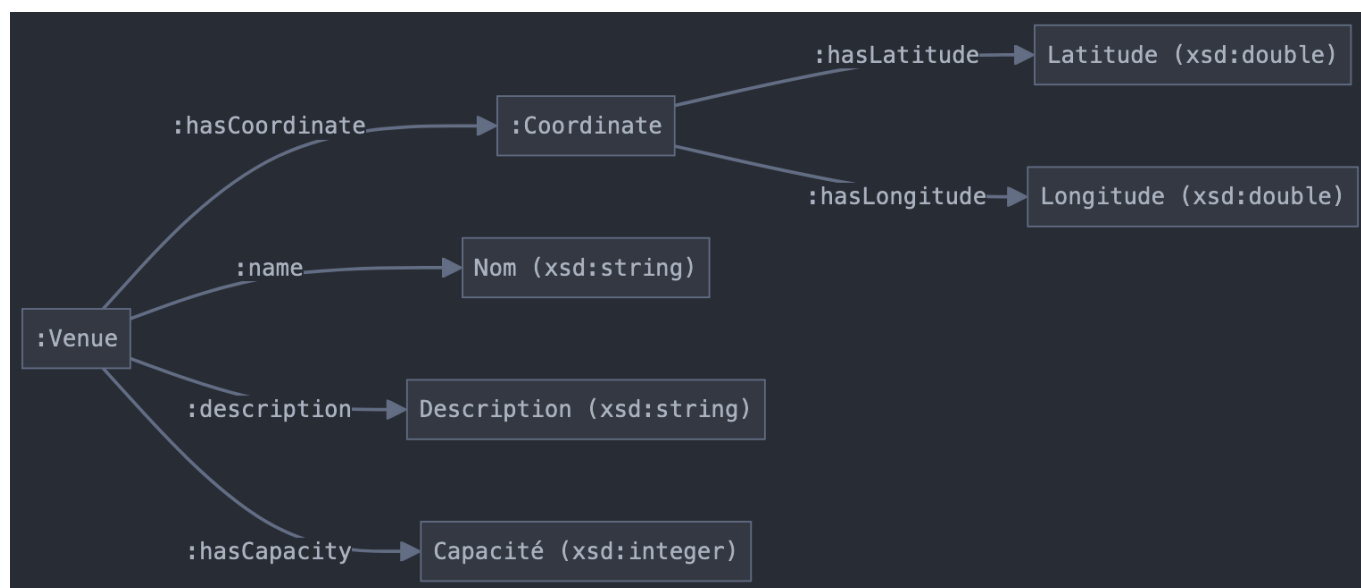 :hasLatitude
Latitude (xsd:double)
:hasCoordinate
:Coordinate
:hasLongitude
Longitude (xsd:double)
:name
Nom (xsd:string)
:Venue
:description
Description (xsd:string)
:hasCapacity
Capacité (xsd:integer)